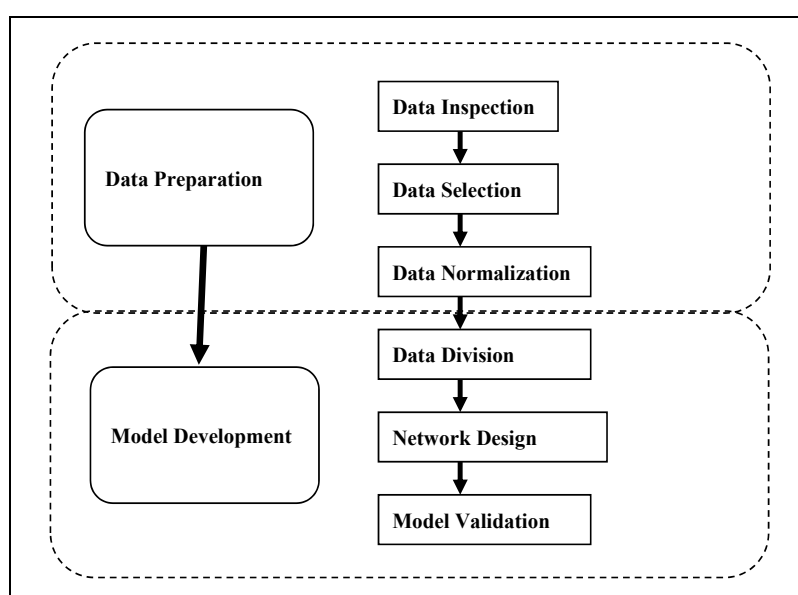 Data Preparation
Data Inspection
Data Selection
Data Normalization
Model Development
Data Division
Network Design
Model Validation